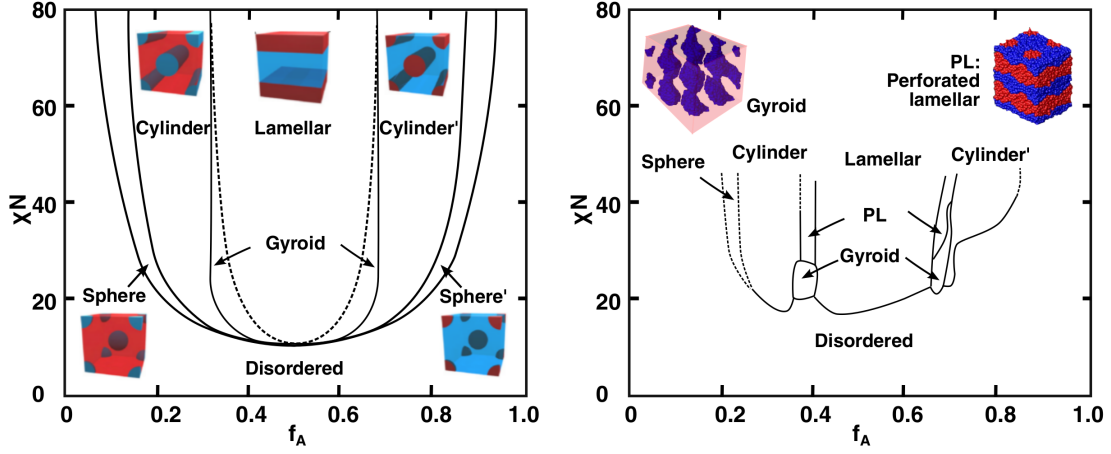 80
60
40
20
0
χN
Cylinder
Lamellar
Cylinder'
Gyroid
Sphere
Sphere'
Disordered
0
0.2
0.4
0.6
0.8
1.0
fA
80
60
40
20
0
χN
PL:
Perforated
lamellar
Gyroid
Sphere
Cylinder
Lamellar
Cylinder'
PL
Gyroid
Disordered
0
0.2
0.4
0.6
0.8
1.0
fA